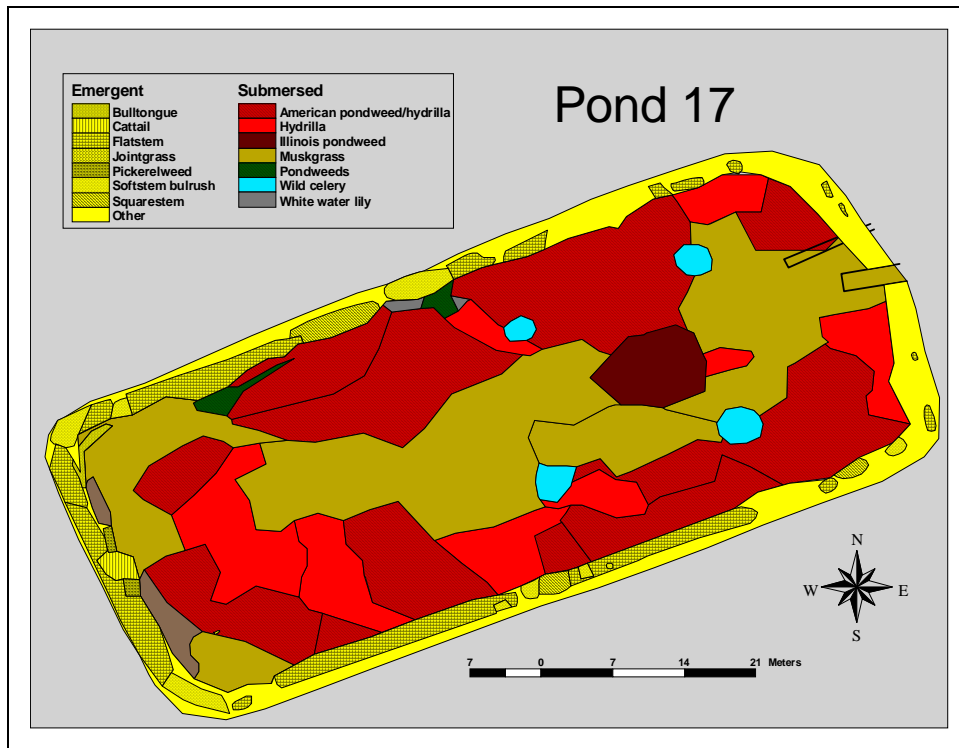 Pond 17
Emergent
Bulltongue
Cattail
Flatstem
Jointgrass
Pickerelweed
Softstem bulrush
Squarestem
Other
Submersed
American pondweed/hydrilla
Hydrilla
Illinois pondweed
Muskgrass
Pondweeds
Wild celery
White water lily
N
W E
S
7 0 7 14 21 Meters